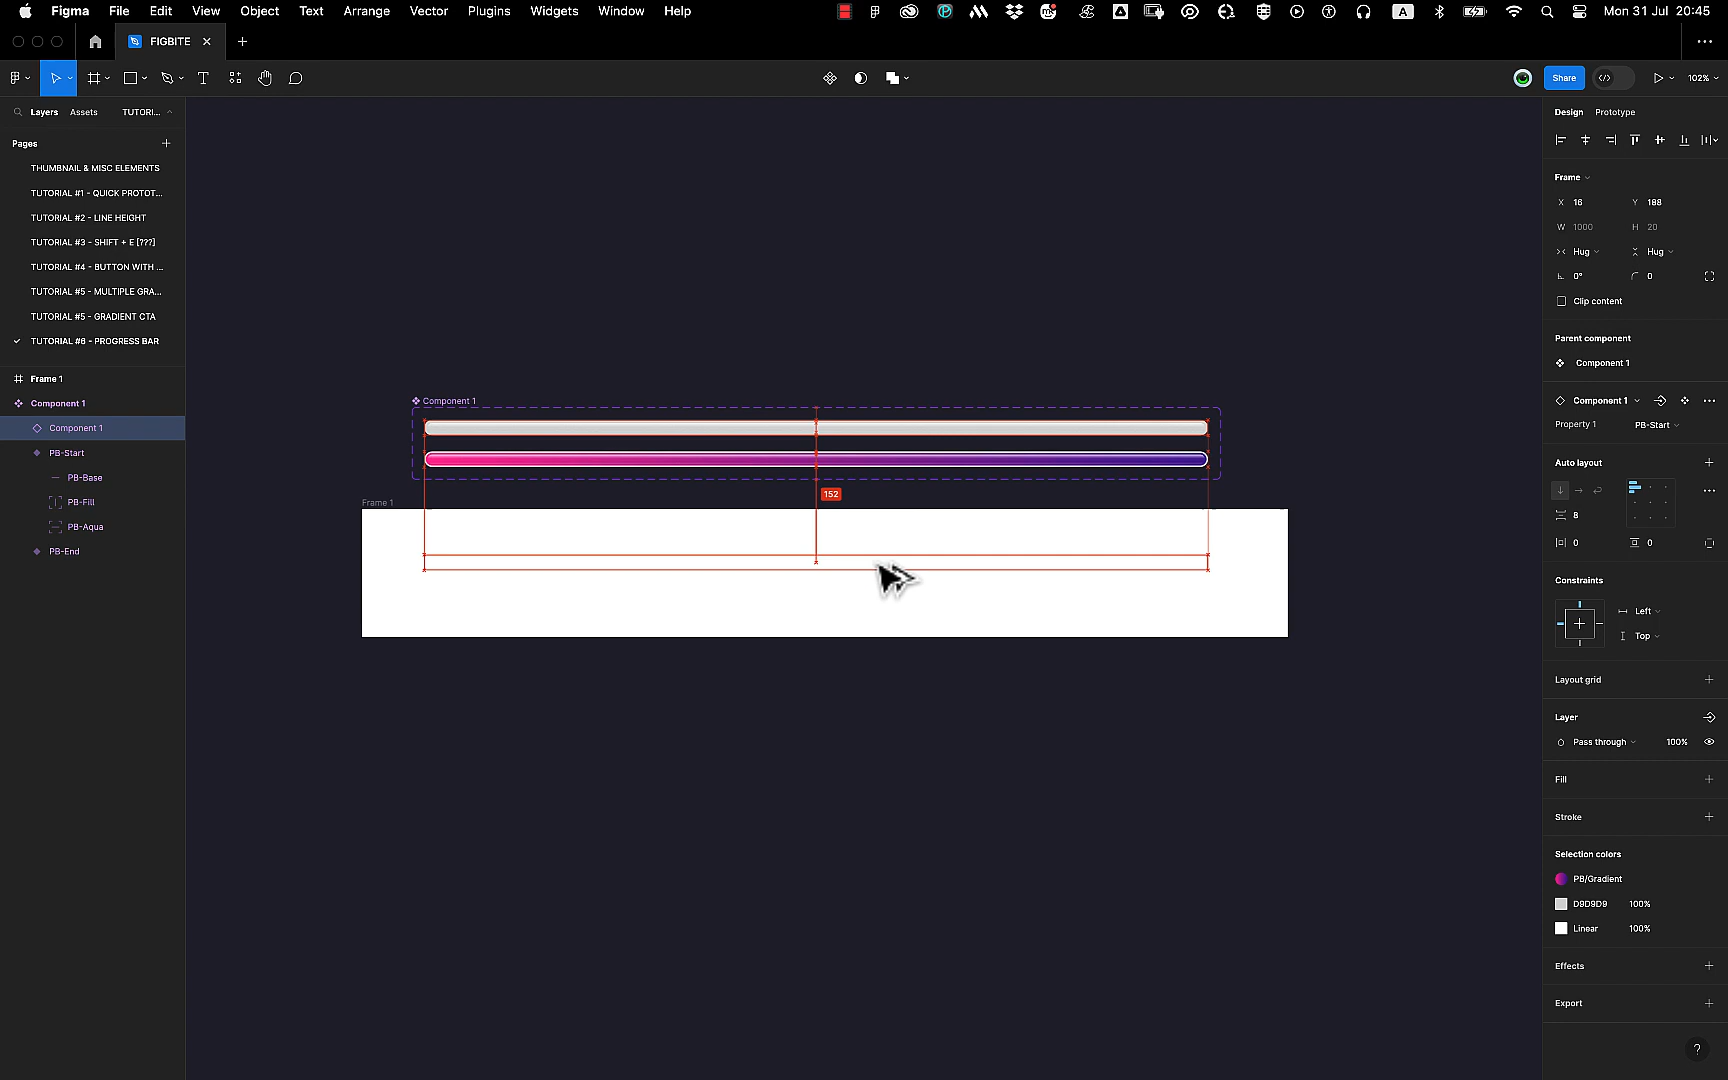 Figma File Edit View Object Text Arrange Vector Plugins Widgets Window Help A Mon 31 Jul 20:45
FIGBITE
Share 102%
Layers Assets TUTORI...
Pages
THUMBNAIL & MISC ELEMENTS
TUTORIAL #1 - QUICK PROTOT...
TUTORIAL #2 - LINE HEIGHT
TUTORIAL #3 - SHIFT + E [???]
TUTORIAL #4 - BUTTON WITH ...
TUTORIAL #5 - MULTIPLE GRA...
TUTORIAL #5 - GRADIENT CTA
TUTORIAL #6 - PROGRESS BAR
Frame 1
Component 1
Component 1
PB-Start
PB-Base
PB-Fill
PB-Aqua
PB-End
Component 1
152
Frame 1
Design Prototype
Frame
X 16 Y 188
W 1000 H 20
Hug Hug
0° 0
Clip content
Parent component
Component 1
Component 1
Property 1 PB-Start
Auto layout
8
0 0
Constraints
Left
Top
Layout grid
Layer
Pass through 100%
Fill
Stroke
Selection colors
PB/Gradient
D9D9D9 100%
Linear 100%
Effects
Export
?